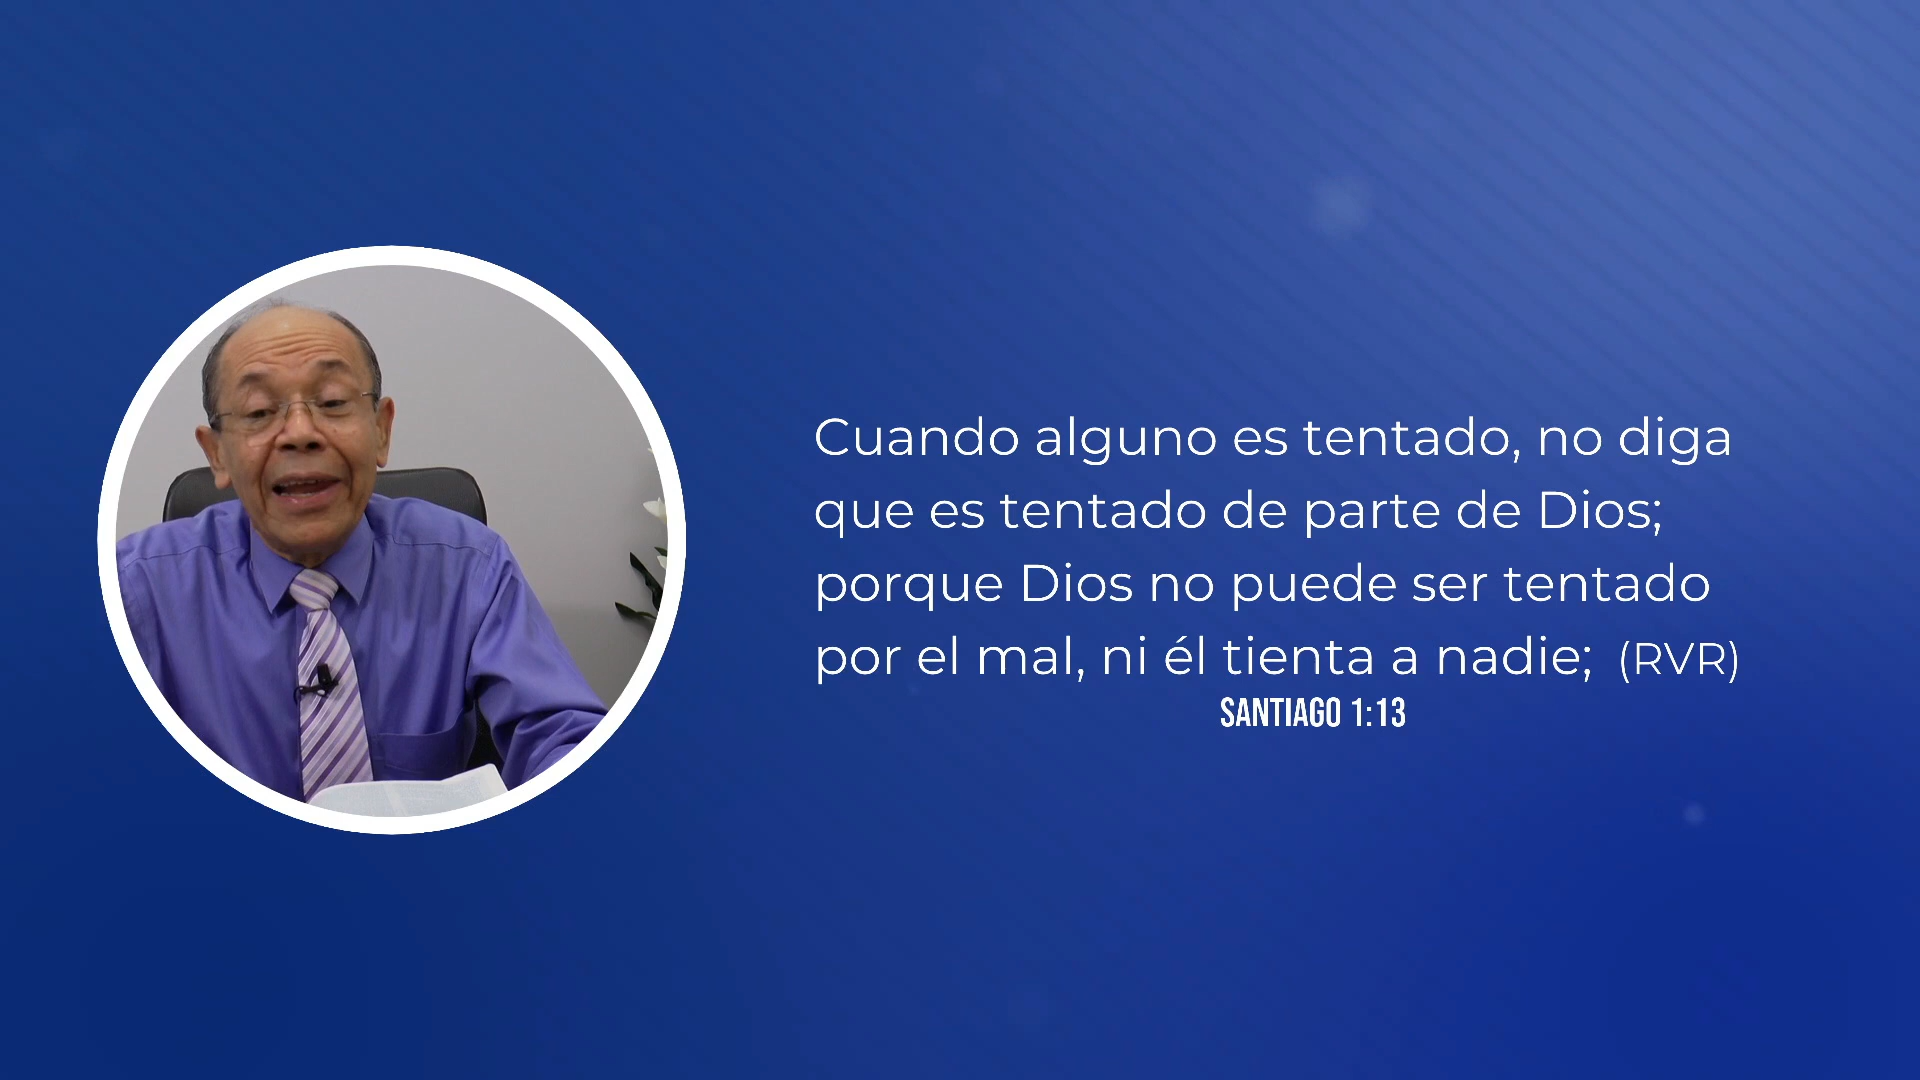 Cuando alguno es tentado, no diga
que es tentado de parte de Dios;
porque Dios no puede ser tentado
por el mal, ni él tienta a nadie; (RVR)
SANTIAGO 1:13